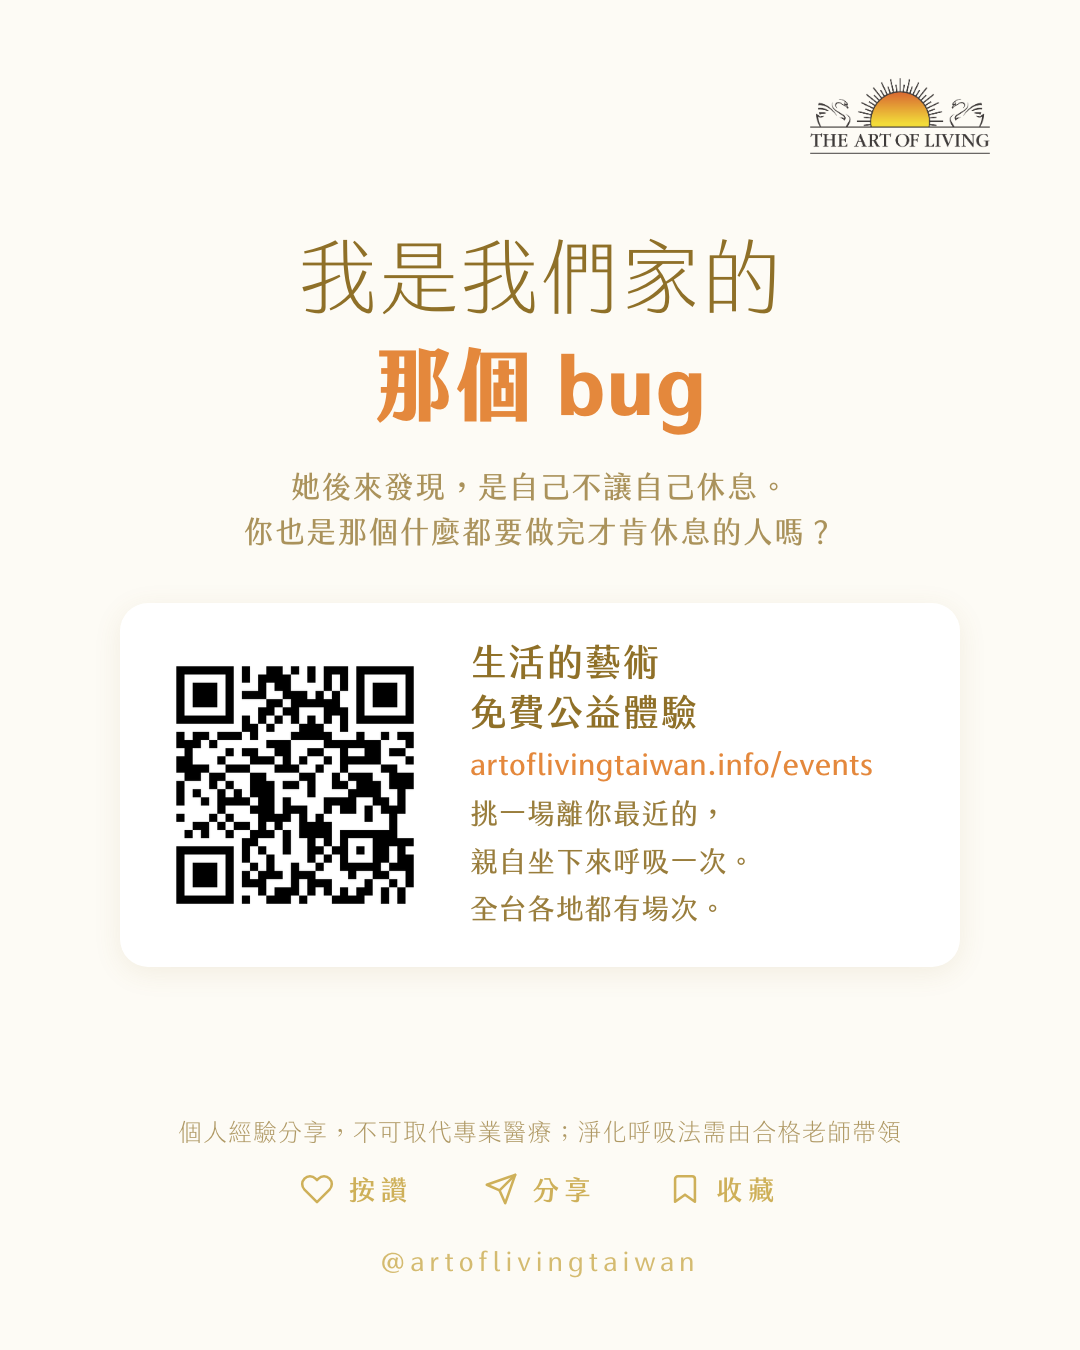 THE ART OF LIVING
我是我們家的
那個 bug
她後來發現，是自己不讓自己休息。
你也是那個什麼都要做完才肯休息的人嗎？
生活的藝術
免費公益體驗
artoflivingtaiwan.info/events
挑一場離你最近的，
親自坐下來呼吸一次。
全台各地都有場次。
個人經驗分享，不可取代專業醫療；淨化呼吸法需由合格老師帶領
按讚 分享 收藏
@artoflivingtaiwan